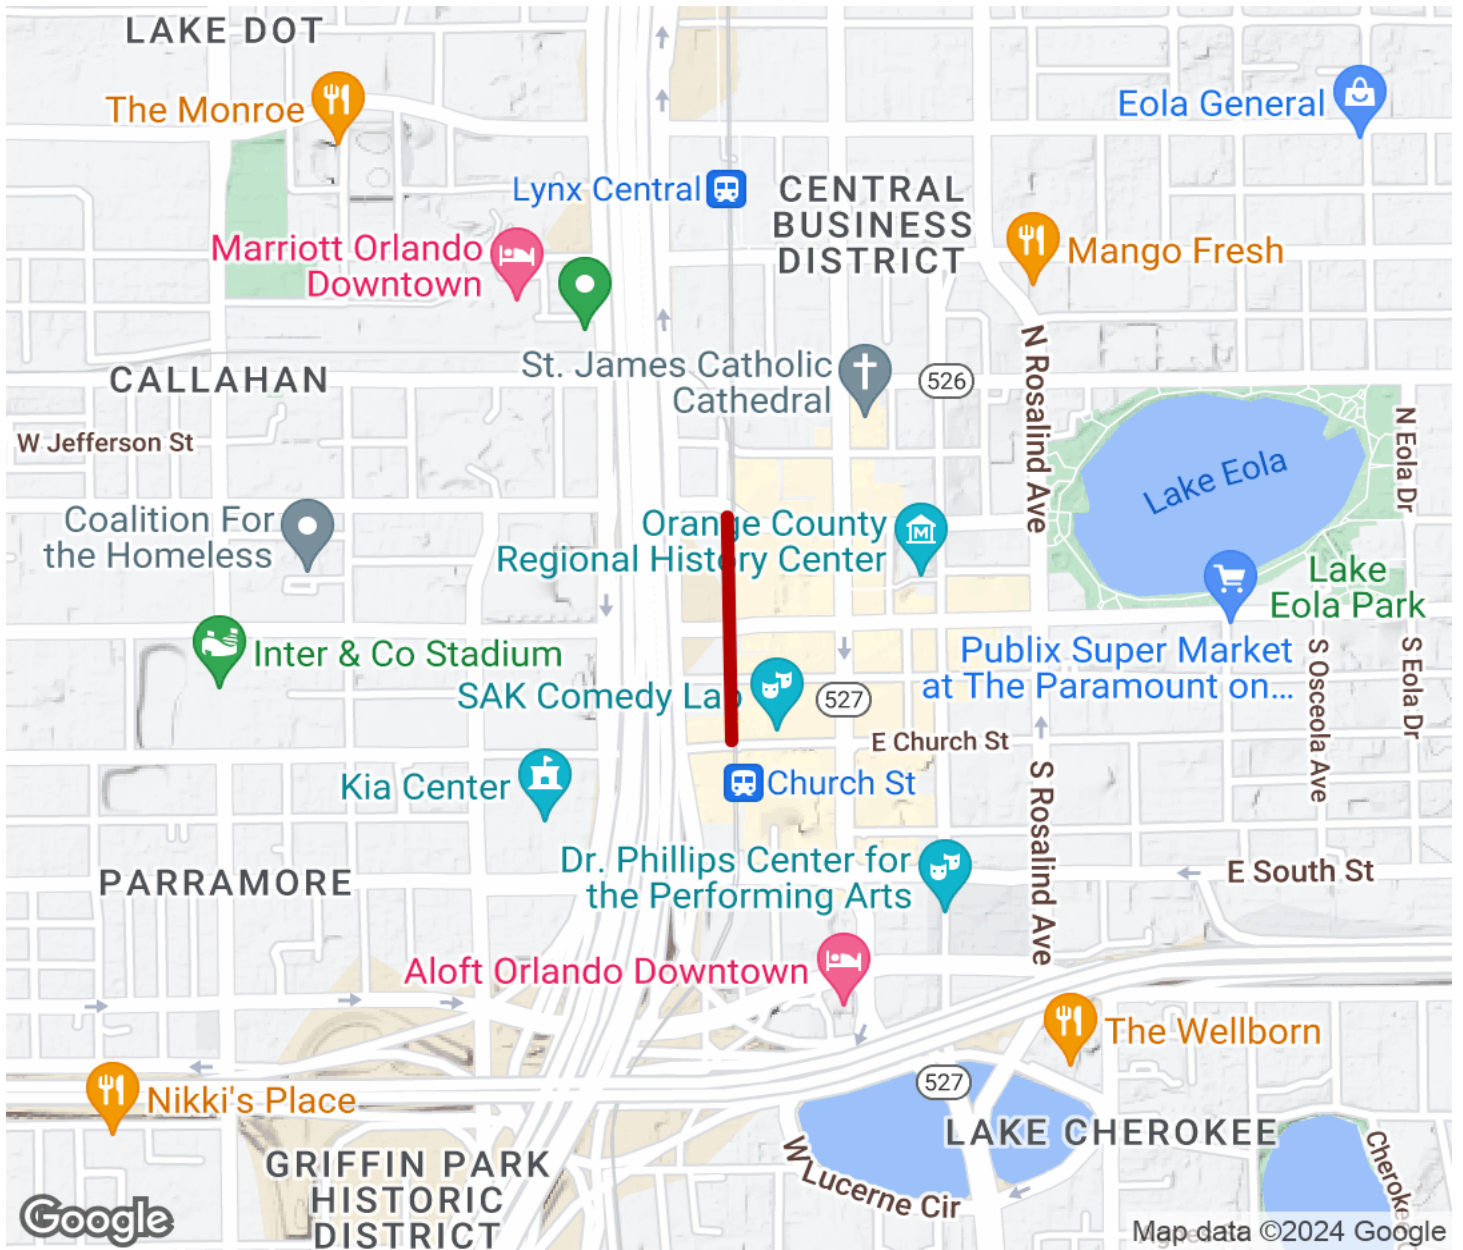 LAKE DOT
The Monroe
Eola General
Lynx Central
CENTRAL
BUSINESS
DISTRICT
Marriott Orlando
Downtown
Mango Fresh
N Rosalind Ave
St. James Catholic
Cathedral
526
CALLAHAN
W Jefferson St
N Eola Dr
Lake Eola
Coalition For
the Homeless
Orange County
Regional History Center
Lake
Eola Park
Inter & Co Stadium
Publix Super Market
at The Paramount on...
SAK Comedy Lab
527
S Osceola Ave
S Eola Dr
E Church St
Kia Center
Church St
S Rosalind Ave
Dr. Phillips Center for
the Performing Arts
E South St
PARRAMORE
Aloft Orlando Downtown
The Wellborn
Nikki's Place
527
LAKE CHEROKEE
W Lucerne Cir
Cherokee
GRIFFIN PARK
HISTORIC
DISTRICT
Google
Map data ©2024 Google